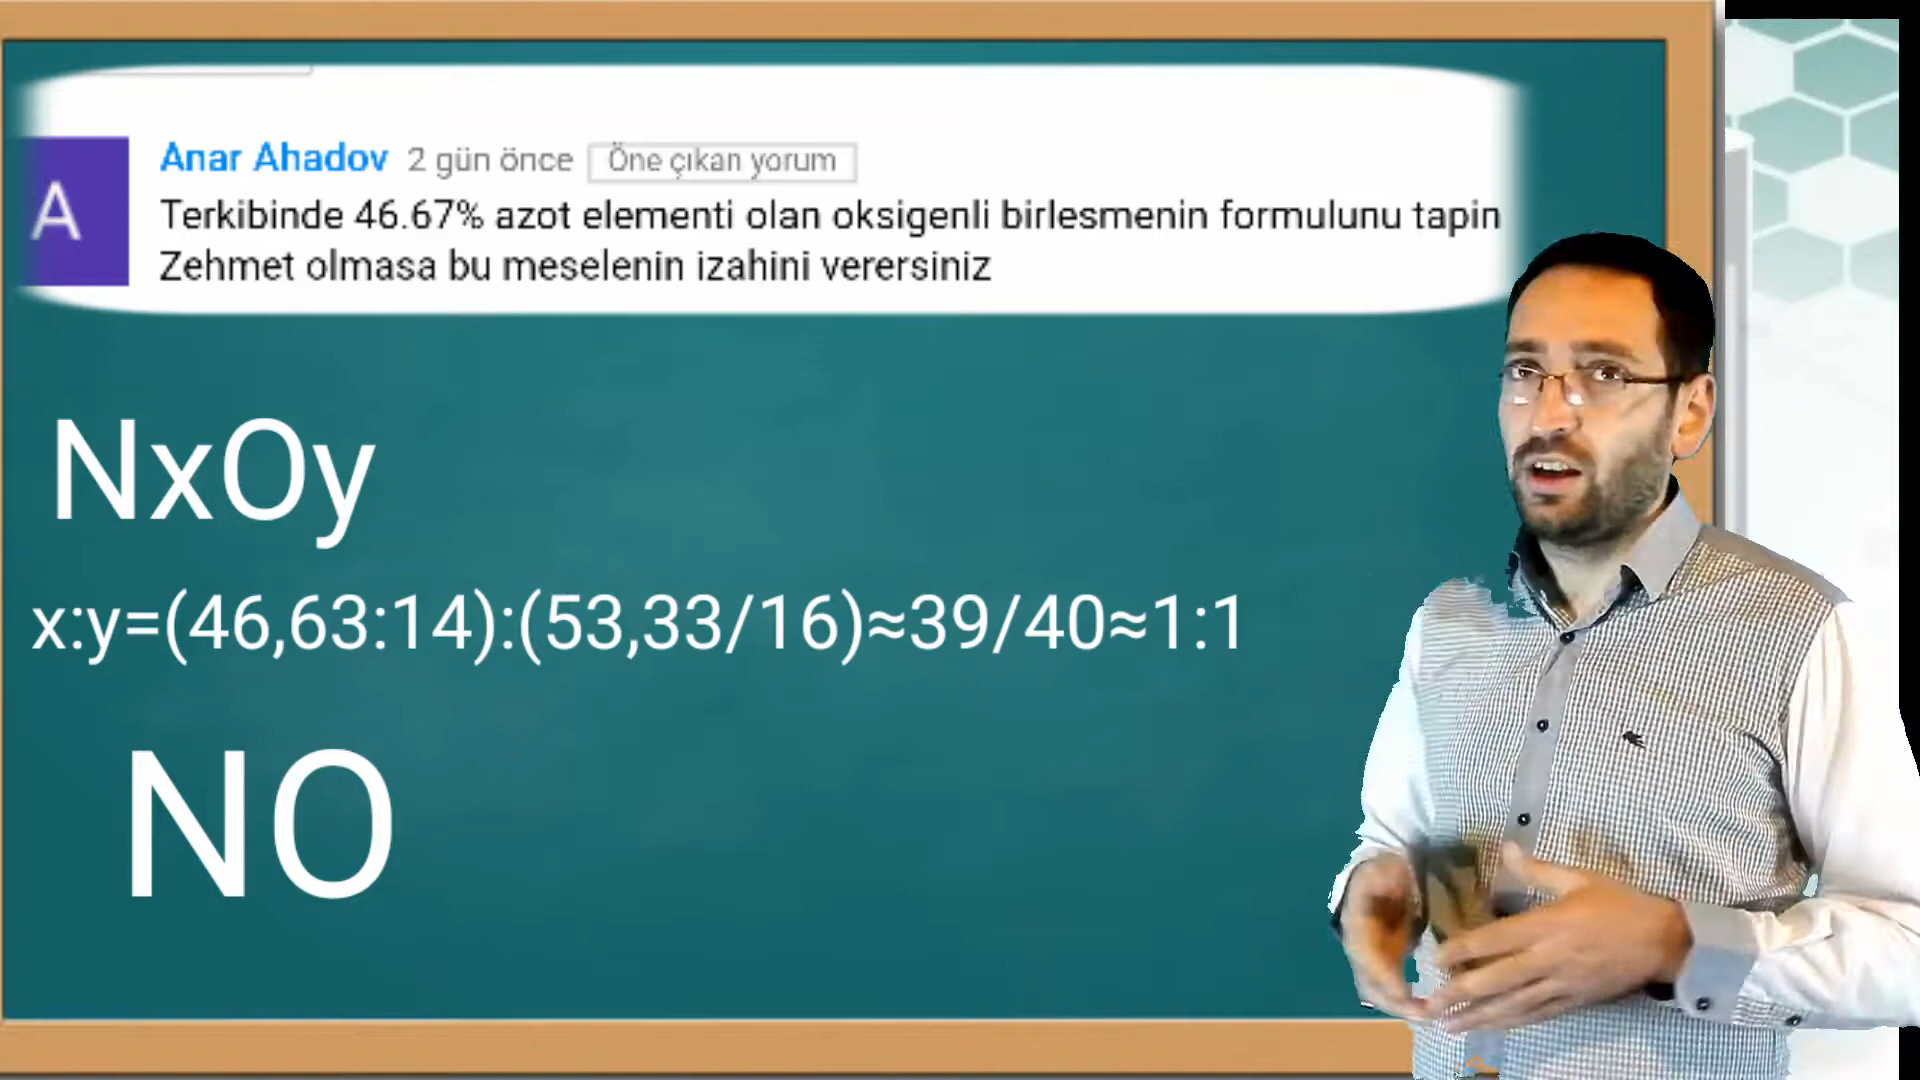 A
Anar Ahadov 2 gün önce Öne çıkan yorum
Terkibinde 46.67% azot elementi olan oksigenli birlesmenin formulunu tapin
Zehmet olmasa bu meselenin izahini verersiniz
NxOy
x:y=(46,63:14):(53,33/16)≈39/40≈1:1
NO